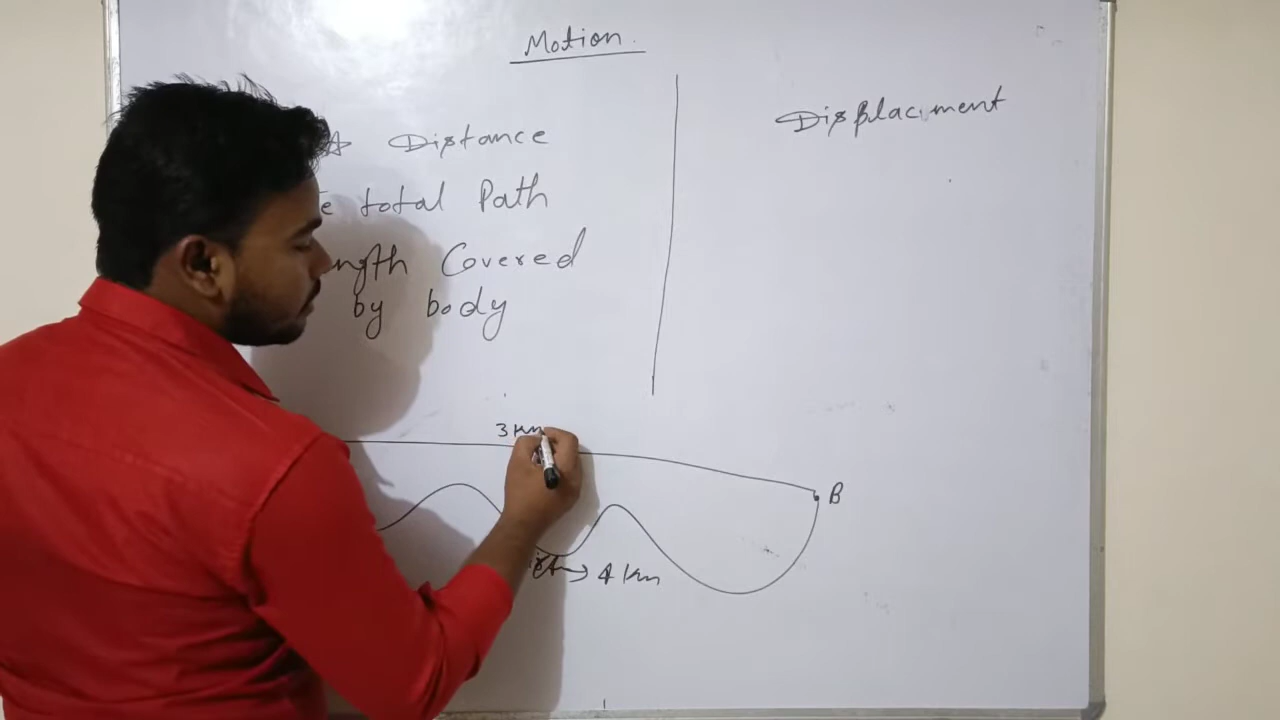 Motion.
Distance
total Path
Covered
by body
Displacement
3 Km
B
4 Km